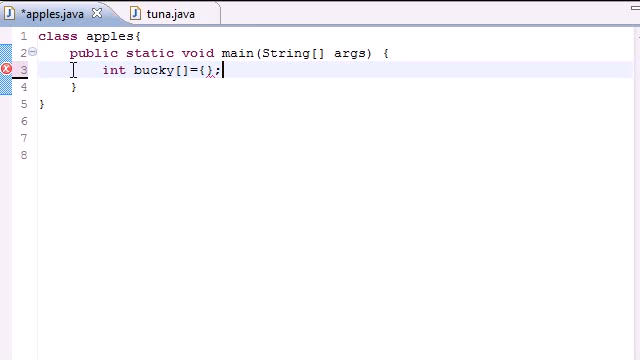 *apples.java tuna.java
1 class apples{
2 public static void main(String[] args) {
3 int bucky[]={};
4 }
5 }
6
7
8